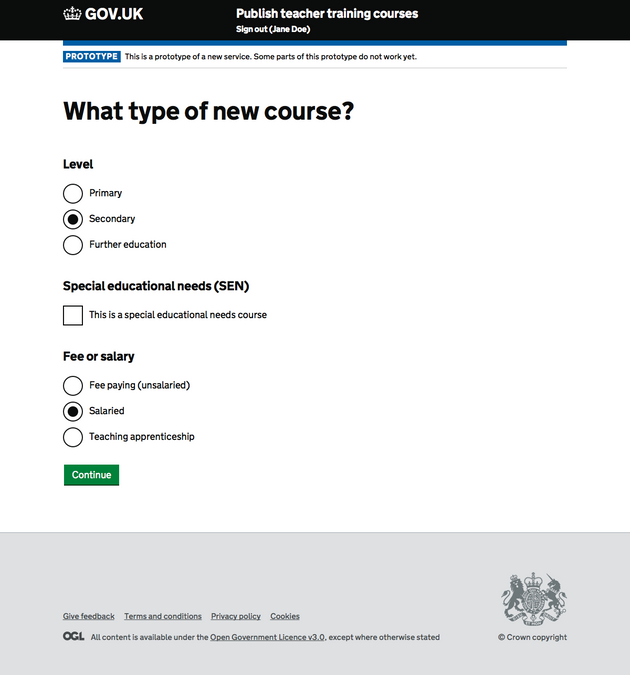 GOV.UK
Publish teacher training courses
Sign out (Jane Doe)
PROTOTYPE This is a prototype of a new service. Some parts of this prototype do not work yet.
What type of new course?
Level
Primary
Secondary
Further education
Special educational needs (SEN)
This is a special educational needs course
Fee or salary
Fee paying (unsalaried)
Salaried
Teaching apprenticeship
Continue
Give feedback Terms and conditions Privacy policy Cookies
OGL All content is available under the Open Government Licence v3.0, except where otherwise stated
© Crown copyright